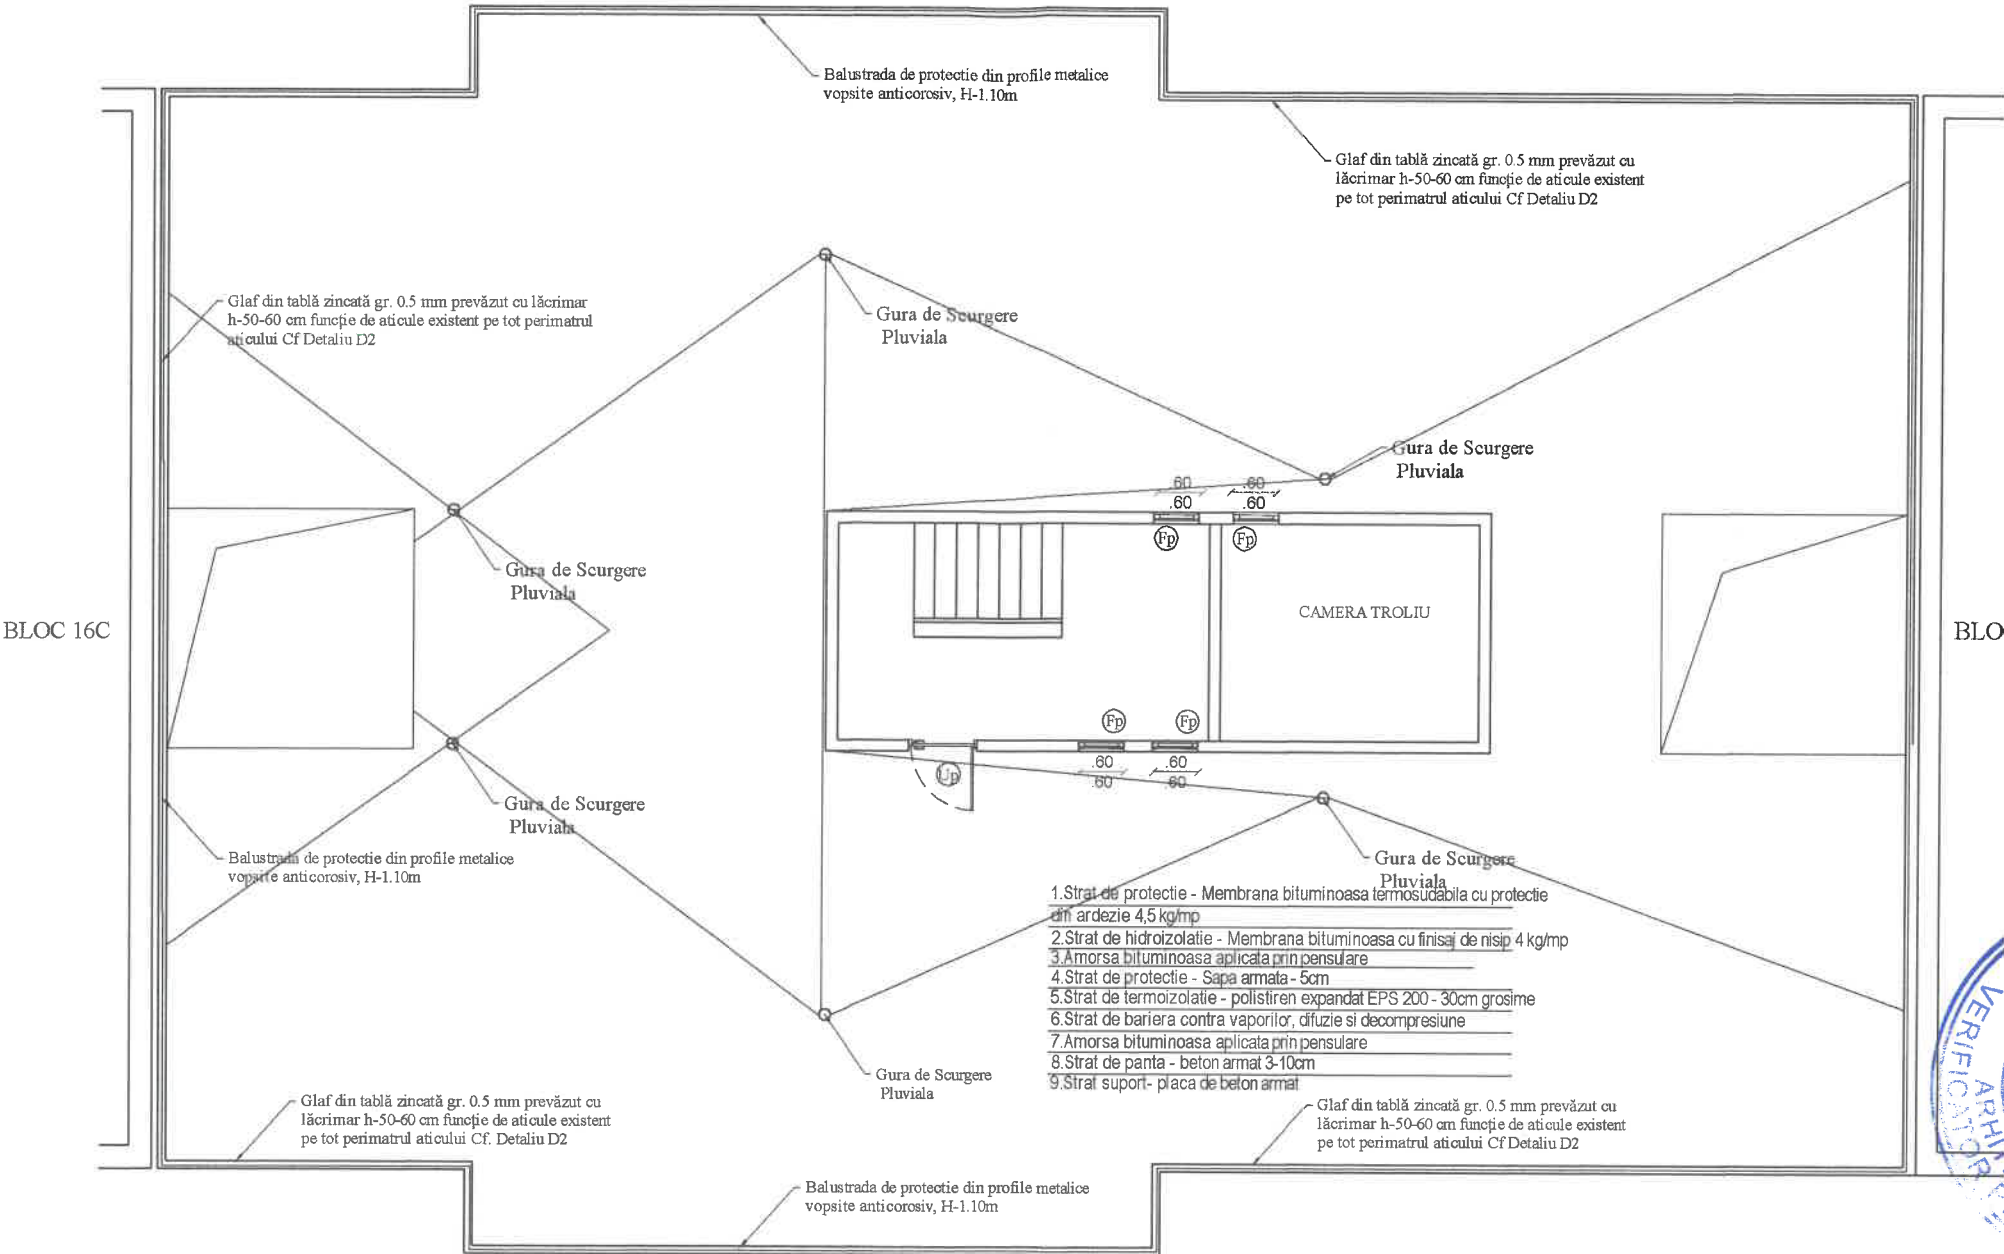 Balustrada de protectie din profile metalice
vopsite anticorosiv, H-1.10m
Glaf din tablă zincată gr. 0.5 mm prevăzut cu
lăcrimar h-50-60 cm funcție de aticule existent
pe tot perimatrul aticului Cf Detaliu D2
Glaf din tablă zincată gr. 0.5 mm prevăzut cu lăcrimar
h-50-60 cm funcție de aticule existent pe tot perimatrul
aticului Cf Detaliu D2
Gura de Scurgere
Pluviala
Gura de Scurgere
Pluviala
.60 .60
.60 .60
Fp Fp
Gura de Scurgere
Pluviala
CAMERA TROLIU
BLOC 16C
BLO
Fp Fp
Up
.60 .60
.60 .60
Gura de Scurgere
Pluviala
Balustrada de protectie din profile metalice
vopsite anticorosiv, H-1.10m
Gura de Scurgere
Pluviala
1.Strat de protectie - Membrana bituminoasa termosudabila cu protectie
din ardezie 4,5 kg/mp
2.Strat de hidroizolatie - Membrana bituminoasa cu finisaj de nisip 4 kg/mp
3.Amorsa bituminoasa aplicata prin pensulare
4.Strat de protectie - Sapa armata - 5cm
5.Strat de termoizolatie - polistiren expandat EPS 200 - 30cm grosime
6.Strat de bariera contra vaporilor, difuzie si decompresiune
7.Amorsa bituminoasa aplicata prin pensulare
8.Strat de panta - beton armat 3-10cm
9.Strat suport- placa de beton armat
Gura de Scurgere
Pluviala
Glaf din tablă zincată gr. 0.5 mm prevăzut cu
lăcrimar h-50-60 cm funcție de aticule existent
pe tot perimatrul aticului Cf. Detaliu D2
Glaf din tablă zincată gr. 0.5 mm prevăzut cu
lăcrimar h-50-60 cm funcție de aticule existent
pe tot perimatrul aticului Cf Detaliu D2
Balustrada de protectie din profile metalice
vopsite anticorosiv, H-1.10m
VERIFICATOR
ARHI